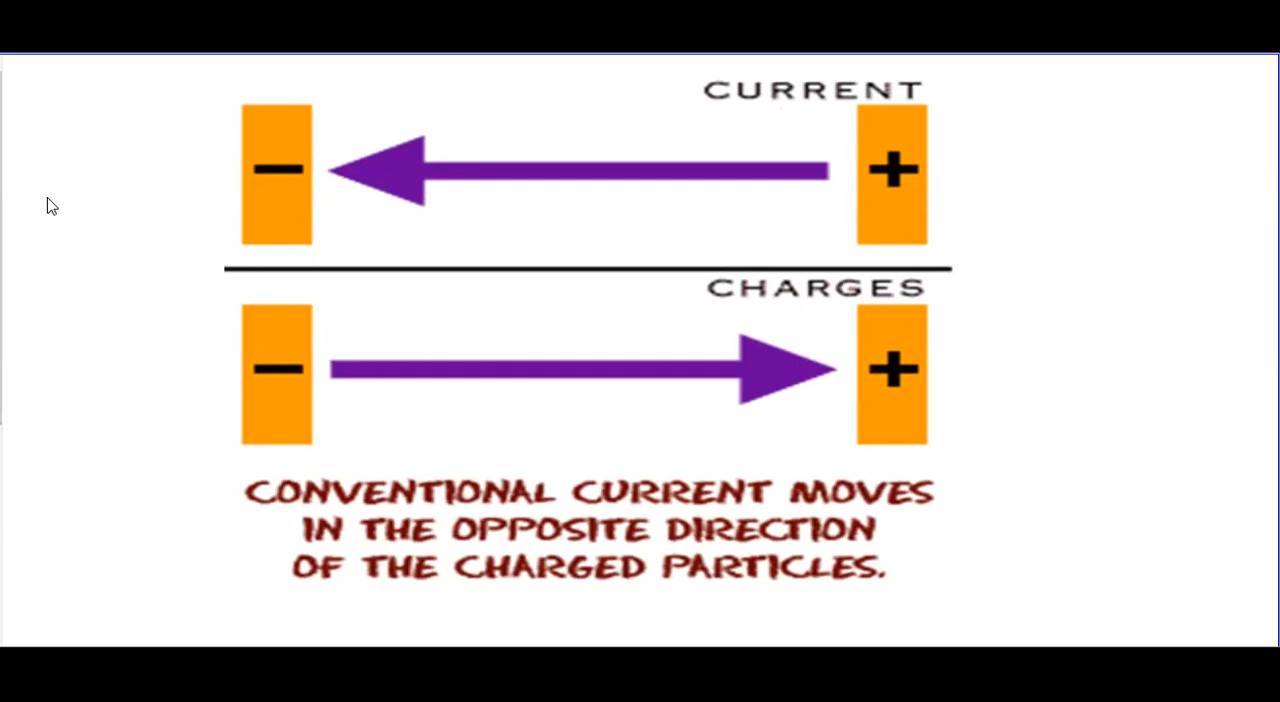 CURRENT
− +
CHARGES
− +
CONVENTIONAL CURRENT MOVES
IN THE OPPOSITE DIRECTION
OF THE CHARGED PARTICLES.